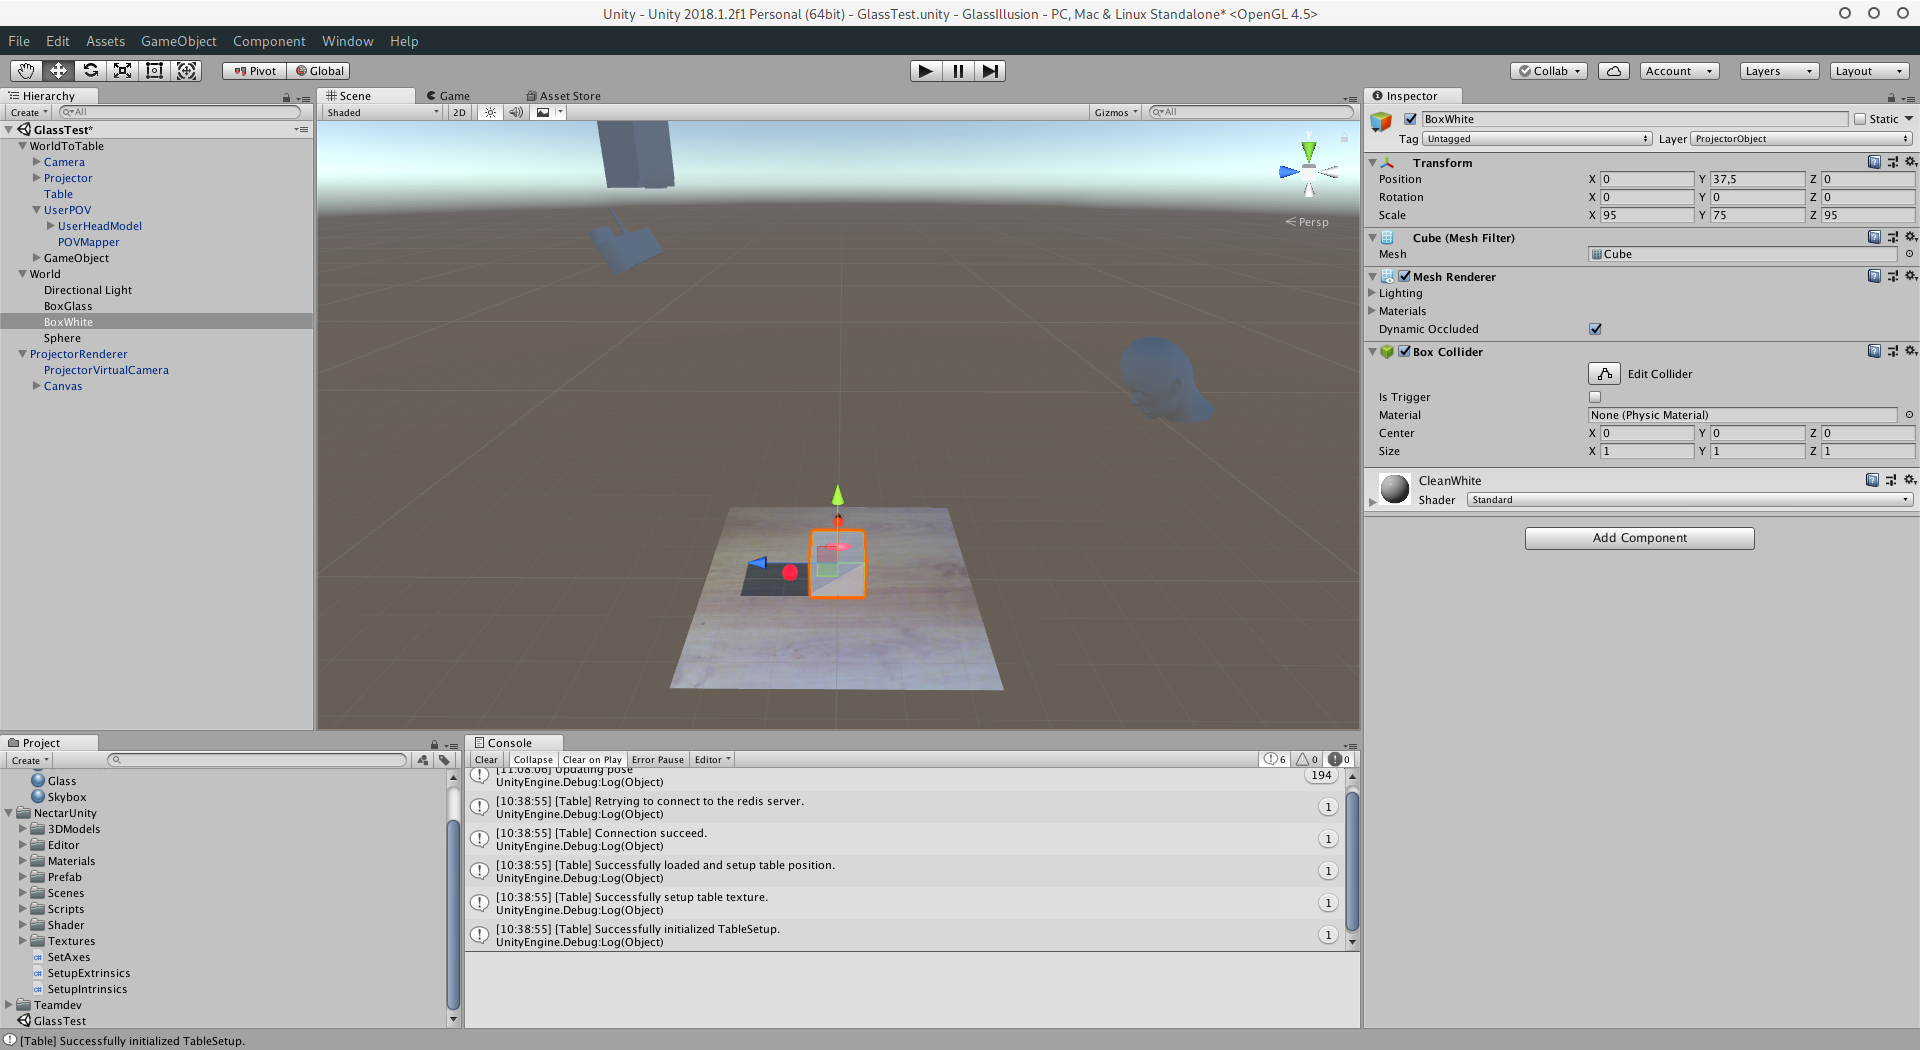 Unity - Unity 2018.1.2f1 Personal (64bit) - GlassTest.unity - GlassIllusion - PC, Mac & Linux Standalone* <OpenGL 4.5>
File Edit Assets GameObject Component Window Help
Pivot Global Collab Account Layers Layout
Hierarchy
Create All
GlassTest*
WorldToTable
Camera
Projector
Table
UserPOV
UserHeadModel
POVMapper
GameObject
World
Directional Light
BoxGlass
BoxWhite
Sphere
ProjectorRenderer
ProjectorVirtualCamera
Canvas
Scene Game Asset Store
Shaded 2D Gizmos All
y
Persp
Inspector
BoxWhite Static
Tag Untagged Layer ProjectorObject
Transform
Position X 0 Y 37,5 Z 0
Rotation X 0 Y 0 Z 0
Scale X 95 Y 75 Z 95
Cube (Mesh Filter)
Mesh Cube
Mesh Renderer
Lighting
Materials
Dynamic Occluded
Box Collider
Edit Collider
Is Trigger
Material None (Physic Material)
Center X 0 Y 0 Z 0
Size X 1 Y 1 Z 1
CleanWhite
Shader Standard
Add Component
Project
Create
Glass
Skybox
NectarUnity
3DModels
Editor
Materials
Prefab
Scenes
Scripts
Shader
Textures
SetAxes
SetupExtrinsics
SetupIntrinsics
Teamdev
GlassTest
Console
Clear Collapse Clear on Play Error Pause Editor 6 0 0
[11:08:06] Updating pose
UnityEngine.Debug:Log(Object) 194
[10:38:55] [Table] Retrying to connect to the redis server.
UnityEngine.Debug:Log(Object) 1
[10:38:55] [Table] Connection succeed.
UnityEngine.Debug:Log(Object) 1
[10:38:55] [Table] Successfully loaded and setup table position.
UnityEngine.Debug:Log(Object) 1
[10:38:55] [Table] Successfully setup table texture.
UnityEngine.Debug:Log(Object) 1
[10:38:55] [Table] Successfully initialized TableSetup.
UnityEngine.Debug:Log(Object) 1
[Table] Successfully initialized TableSetup.